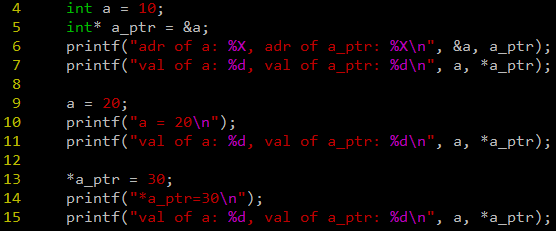 4 int a = 10;
5 int* a_ptr = &a;
6 printf("adr of a: %X, adr of a_ptr: %X\n", &a, a_ptr);
7 printf("val of a: %d, val of a_ptr: %d\n", a, *a_ptr);
8
9 a = 20;
10 printf("a = 20\n");
11 printf("val of a: %d, val of a_ptr: %d\n", a, *a_ptr);
12
13 *a_ptr = 30;
14 printf("*a_ptr=30\n");
15 printf("val of a: %d, val of a_ptr: %d\n", a, *a_ptr);